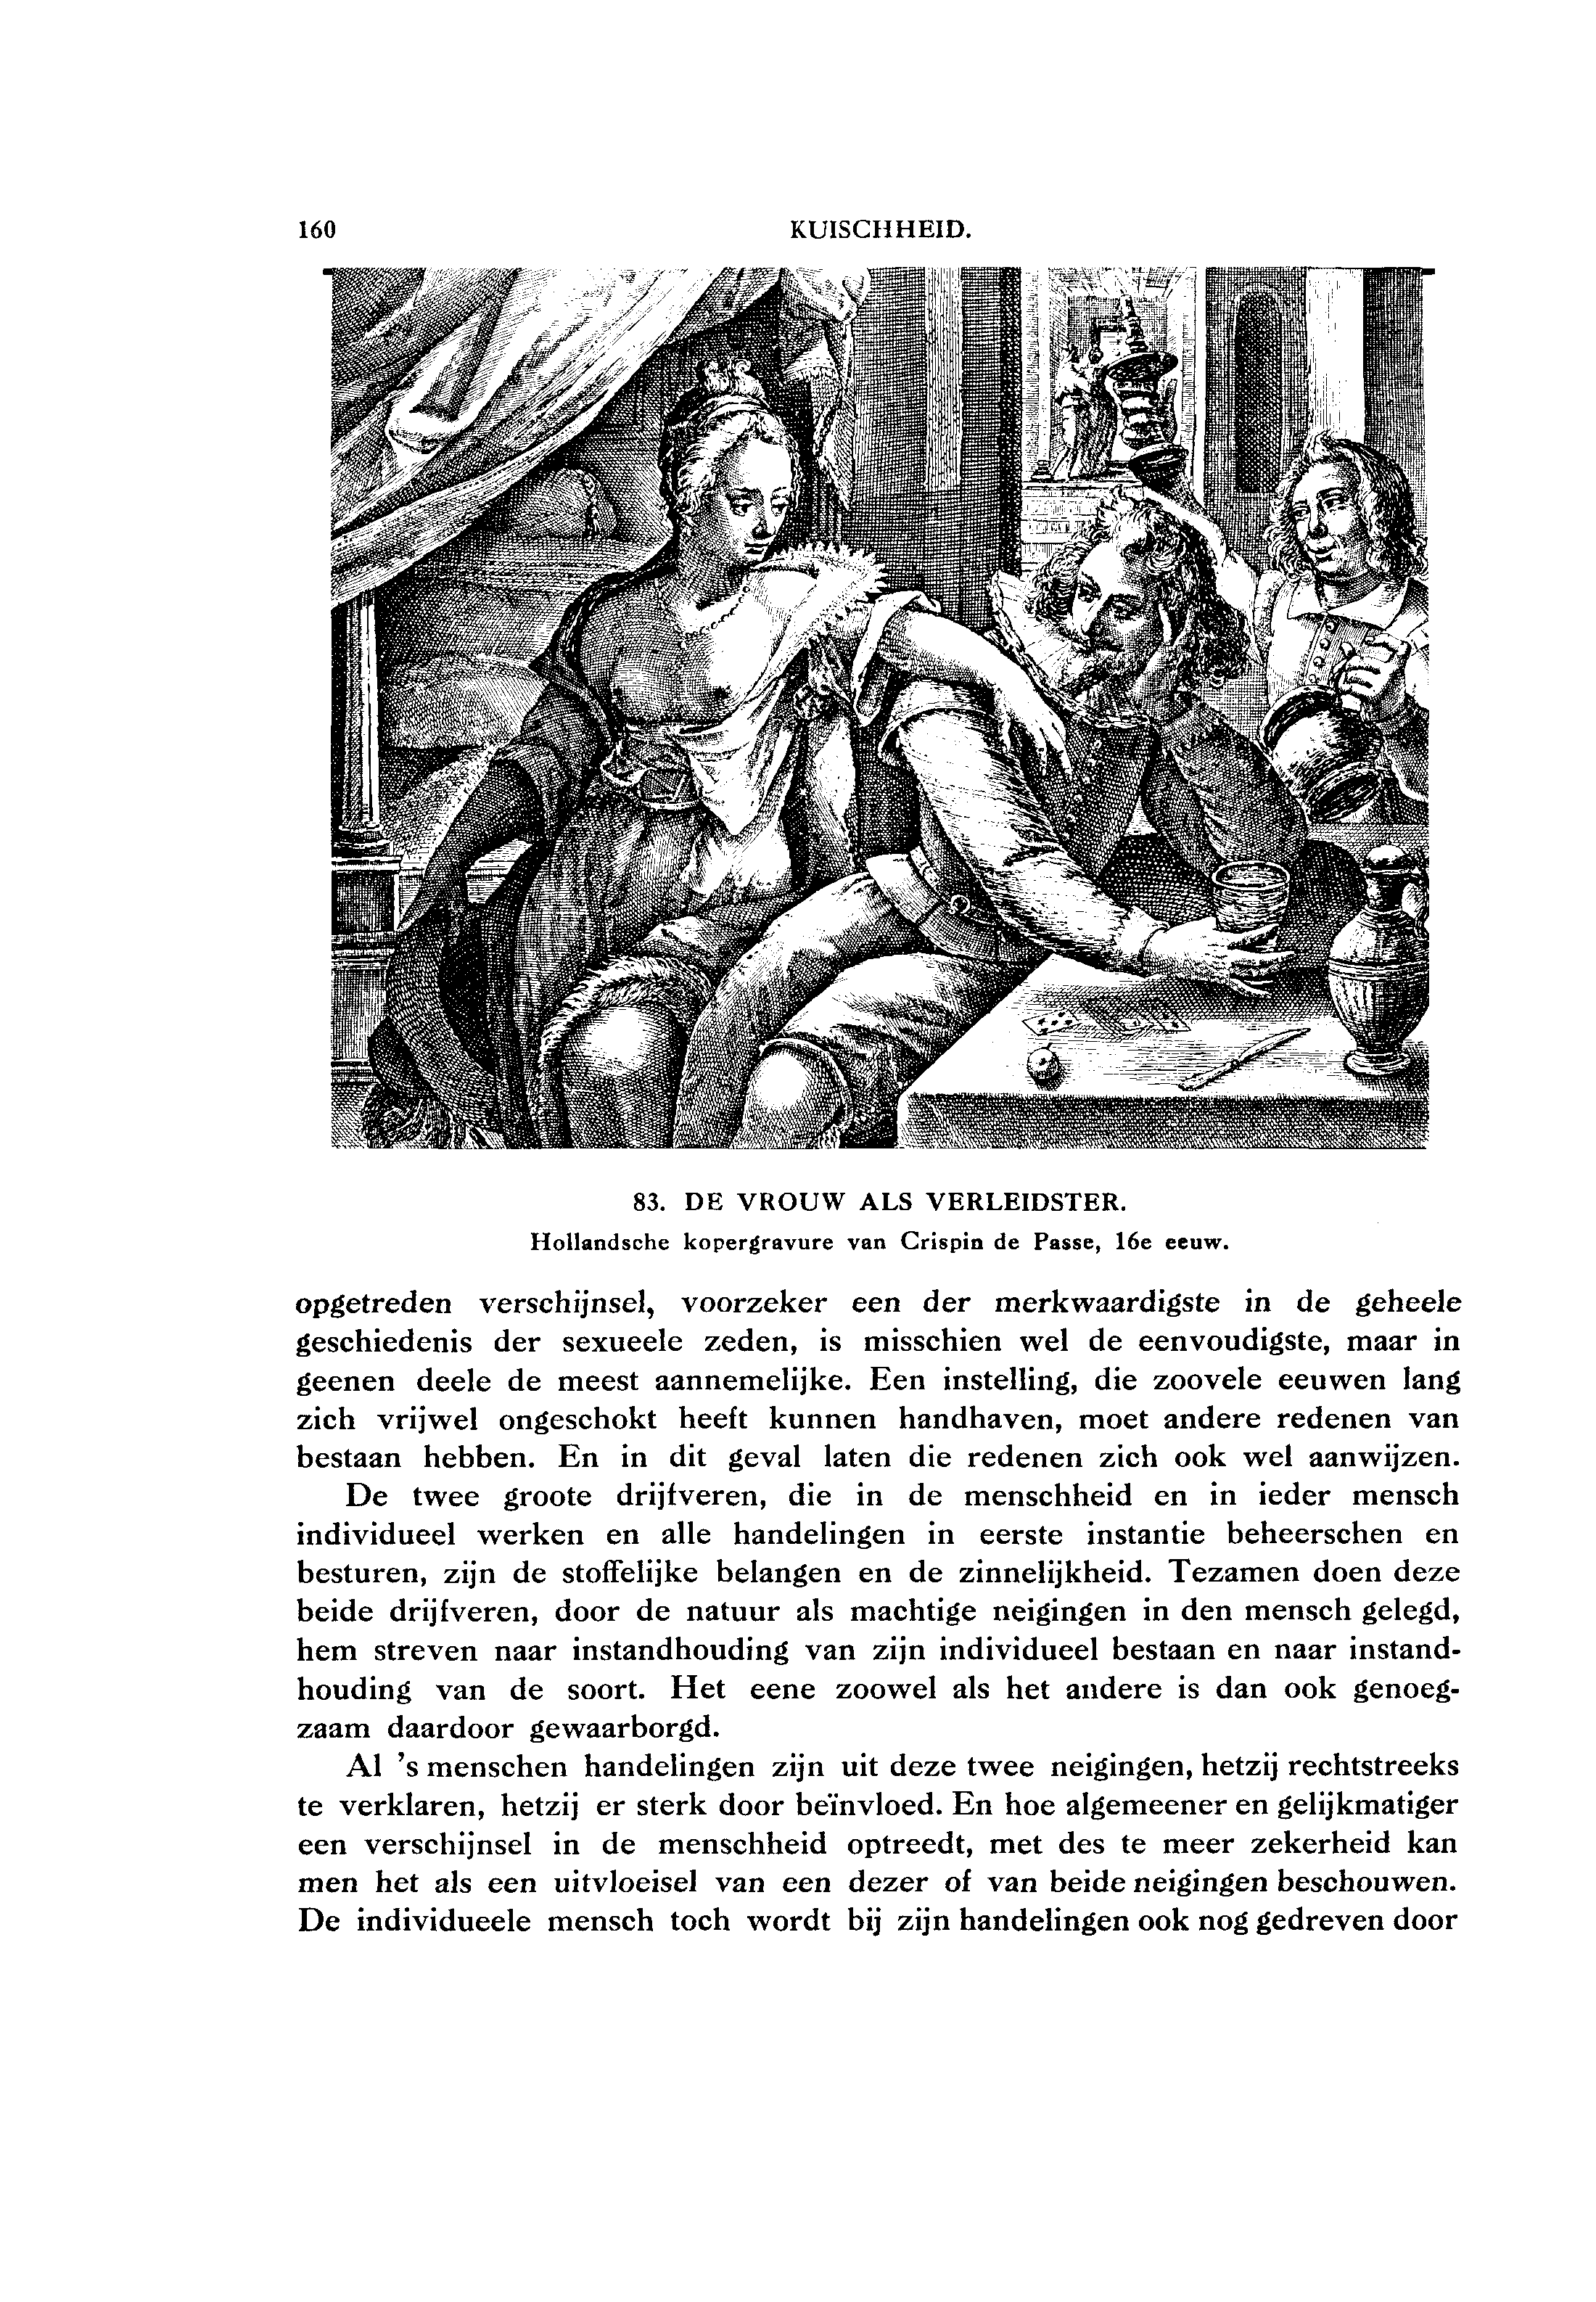 160
KUISCHHEID.
83. DE VROUW ALS VERLEIDSTER.
Hollandsche kopergravure van Crispin de Passe, 16e eeuw.
opgetreden verschijnsel, voorzeker een der merkwaardigste in de geheele
geschiedenis der sexueele zeden, is misschien wel de eenvoudigste, maar in
geenen deele de meest aannemelijke. Een instelling, die zoovele eeuwen lang
zich vrijwel ongeschokt heeft kunnen handhaven, moet andere redenen van
bestaan hebben. En in dit geval laten die redenen zich ook wel aanwijzen.
De twee groote drijfveren, die in de menschheid en in ieder mensch
individueel werken en alle handelingen in eerste instantie beheerschen en
besturen, zijn de stoffelijke belangen en de zinnelijkheid. Tezamen doen deze
beide drijfveren, door de natuur als machtige neigingen in den mensch gelegd,
hem streven naar instandhouding van zijn individueel bestaan en naar instand-
houding van de soort. Het eene zoowel als het andere is dan ook genoeg-
zaam daardoor gewaarborgd.
Al 's menschen handelingen zijn uit deze twee neigingen, hetzij rechtstreeks
te verklaren, hetzij er sterk door beïnvloed. En hoe algemeener en gelijkmatiger
een verschijnsel in de menschheid optreedt, met des te meer zekerheid kan
men het als een uitvloeisel van een dezer of van beide neigingen beschouwen.
De individueele mensch toch wordt bij zijn handelingen ook nog gedreven door